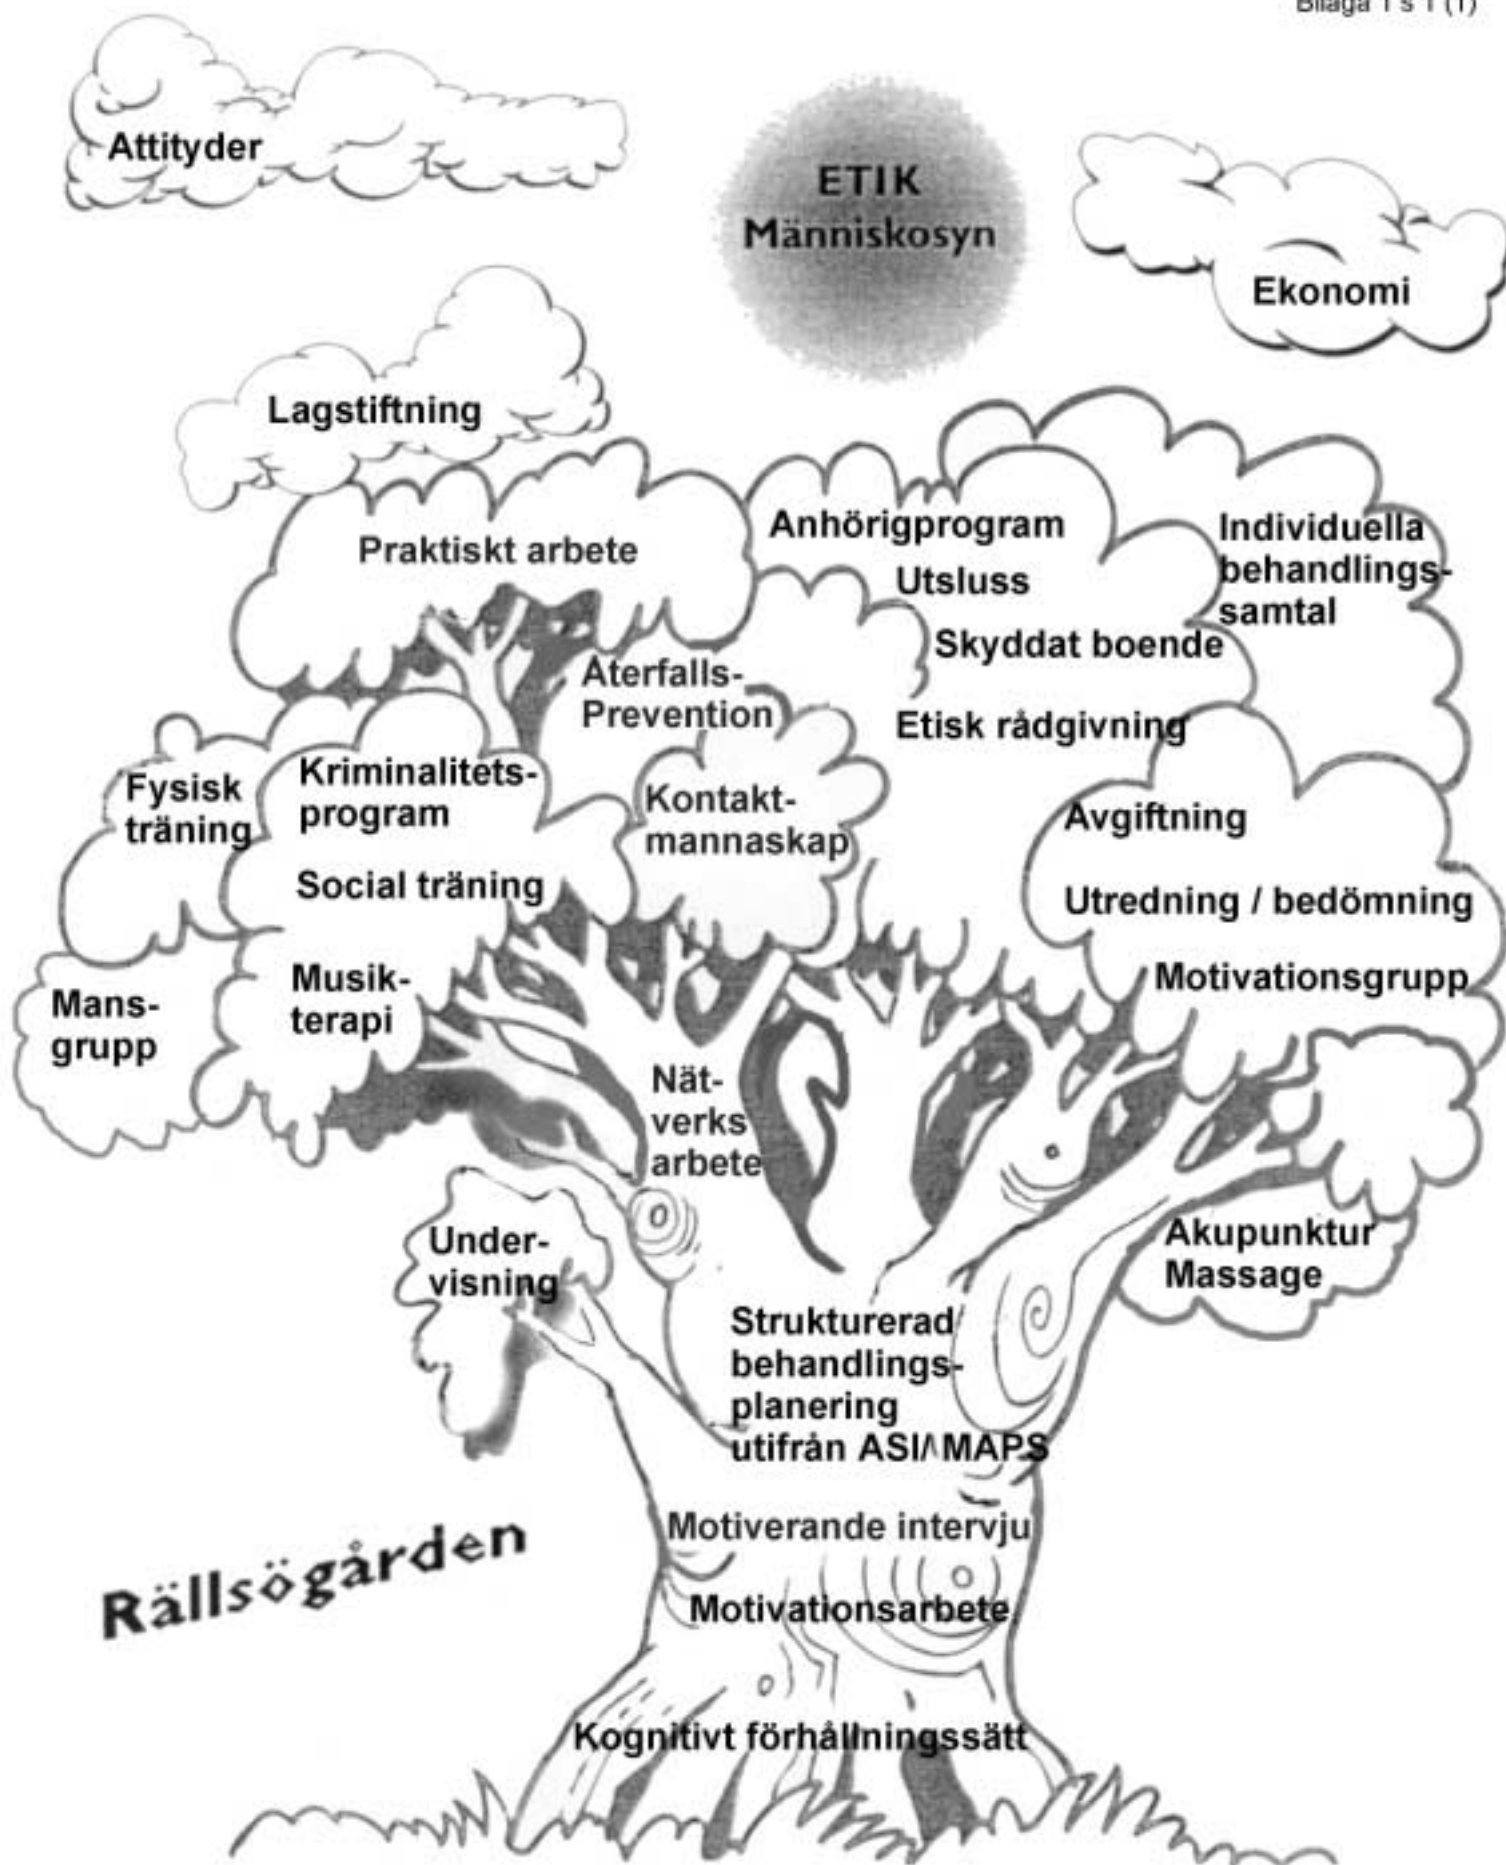 Bilaga 1 s 1 (1)
Attityder
ETIK
Människosyn
Ekonomi
Lagstiftning
Praktiskt arbete
Anhörigprogram
Utsluss
Skyddat boende
Etisk rådgivning
Individuella
behandlings-
samtal
Återfalls-
Prevention
Fysisk
träning
Kriminalitets-
program
Social träning
Kontakt-
mannaskap
Avgiftning
Utredning / bedömning
Motivationsgrupp
Mans-
grupp
Musik-
terapi
Nät-
verks
arbete
Under-
visning
Akupunktur
Massage
Strukturerad
behandlings-
planering
utifrån ASI/\MAPS
Motiverande intervju
Motivationsarbete
Rällsögården
Kognitivt förhållningssätt